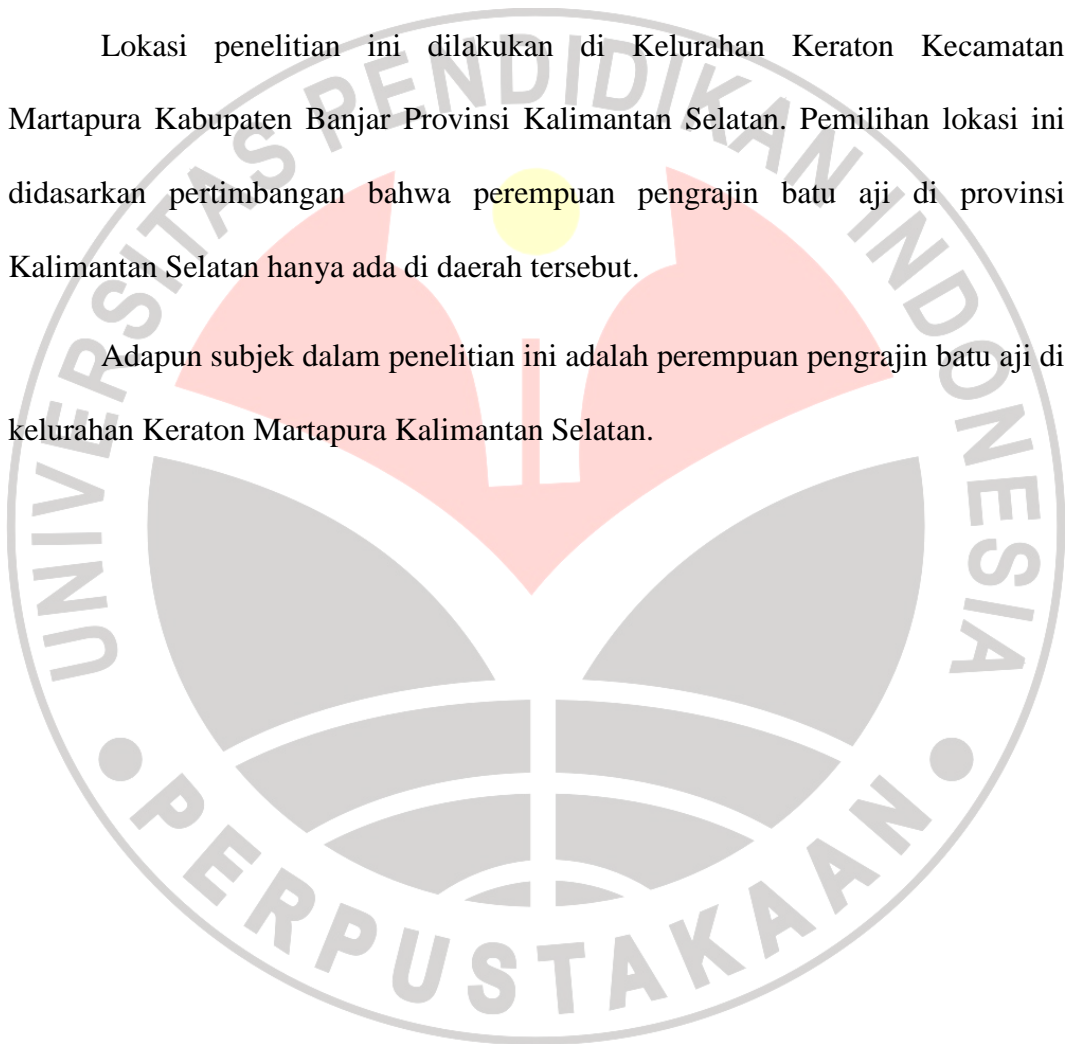 Lokasi penelitian ini dilakukan di Kelurahan Keraton Kecamatan
Martapura Kabupaten Banjar Provinsi Kalimantan Selatan. Pemilihan lokasi ini
didasarkan pertimbangan bahwa perempuan pengrajin batu aji di provinsi
Kalimantan Selatan hanya ada di daerah tersebut.
Adapun subjek dalam penelitian ini adalah perempuan pengrajin batu aji di
kelurahan Keraton Martapura Kalimantan Selatan.
UNIVERSITAS PENDIDIKAN INDONESIA
PERPUSTAKAAN